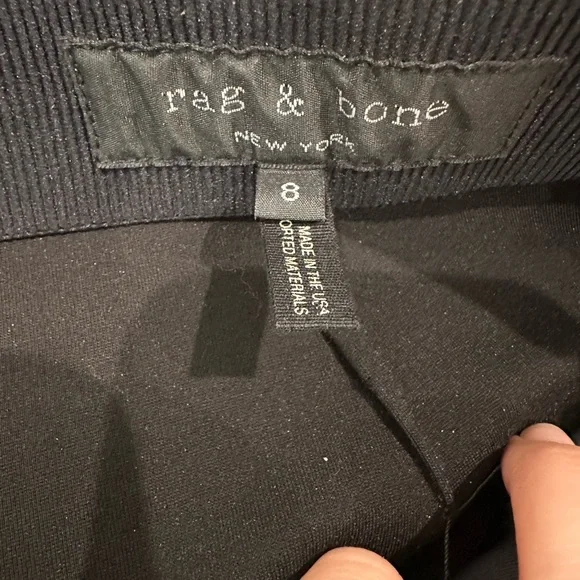 rag & bone
NEW YORK
8
MADE IN THE USA
ORTED MATERIALS